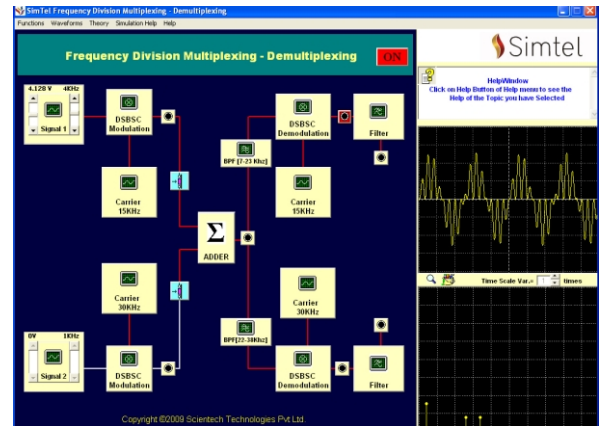 SimTel Frequency Division Multiplexing - Demultiplexing
Functions Waveforms Theory Simulation Help Help
Frequency Division Multiplexing - Demultiplexing
ON
Simtel
HelpWindow
Click on Help Button of Help menu to see the
Help of the Topic you have Selected
4.128 V 4KHz
Signal 1
DSBSC
Modulation
DSBSC
Demodulation
Filter
BPF [7-23 Khz]
Carrier
15KHz
Carrier
15KHz
Σ
ADDER
Carrier
30KHz
Carrier
30KHz
Time Scale Var.= 1 times
0V 1KHz
Signal 2
DSBSC
Modulation
BPF[22-38Khz]
DSBSC
Demodulation
Filter
Copyright ©2009 Scientech Technologies Pvt Ltd